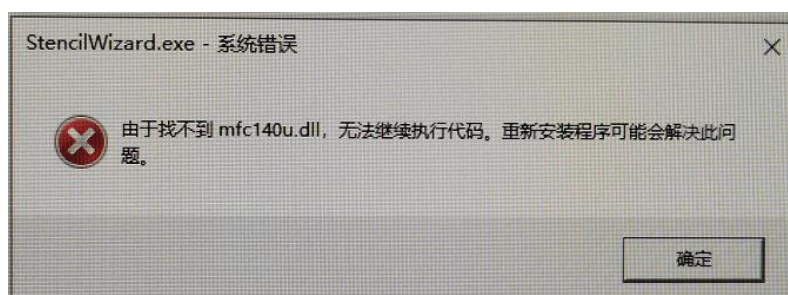 StencilWizard.exe - 系统错误
由于找不到 mfc140u.dll，无法继续执行代码。重新安装程序可能会解决此问
题。
确定